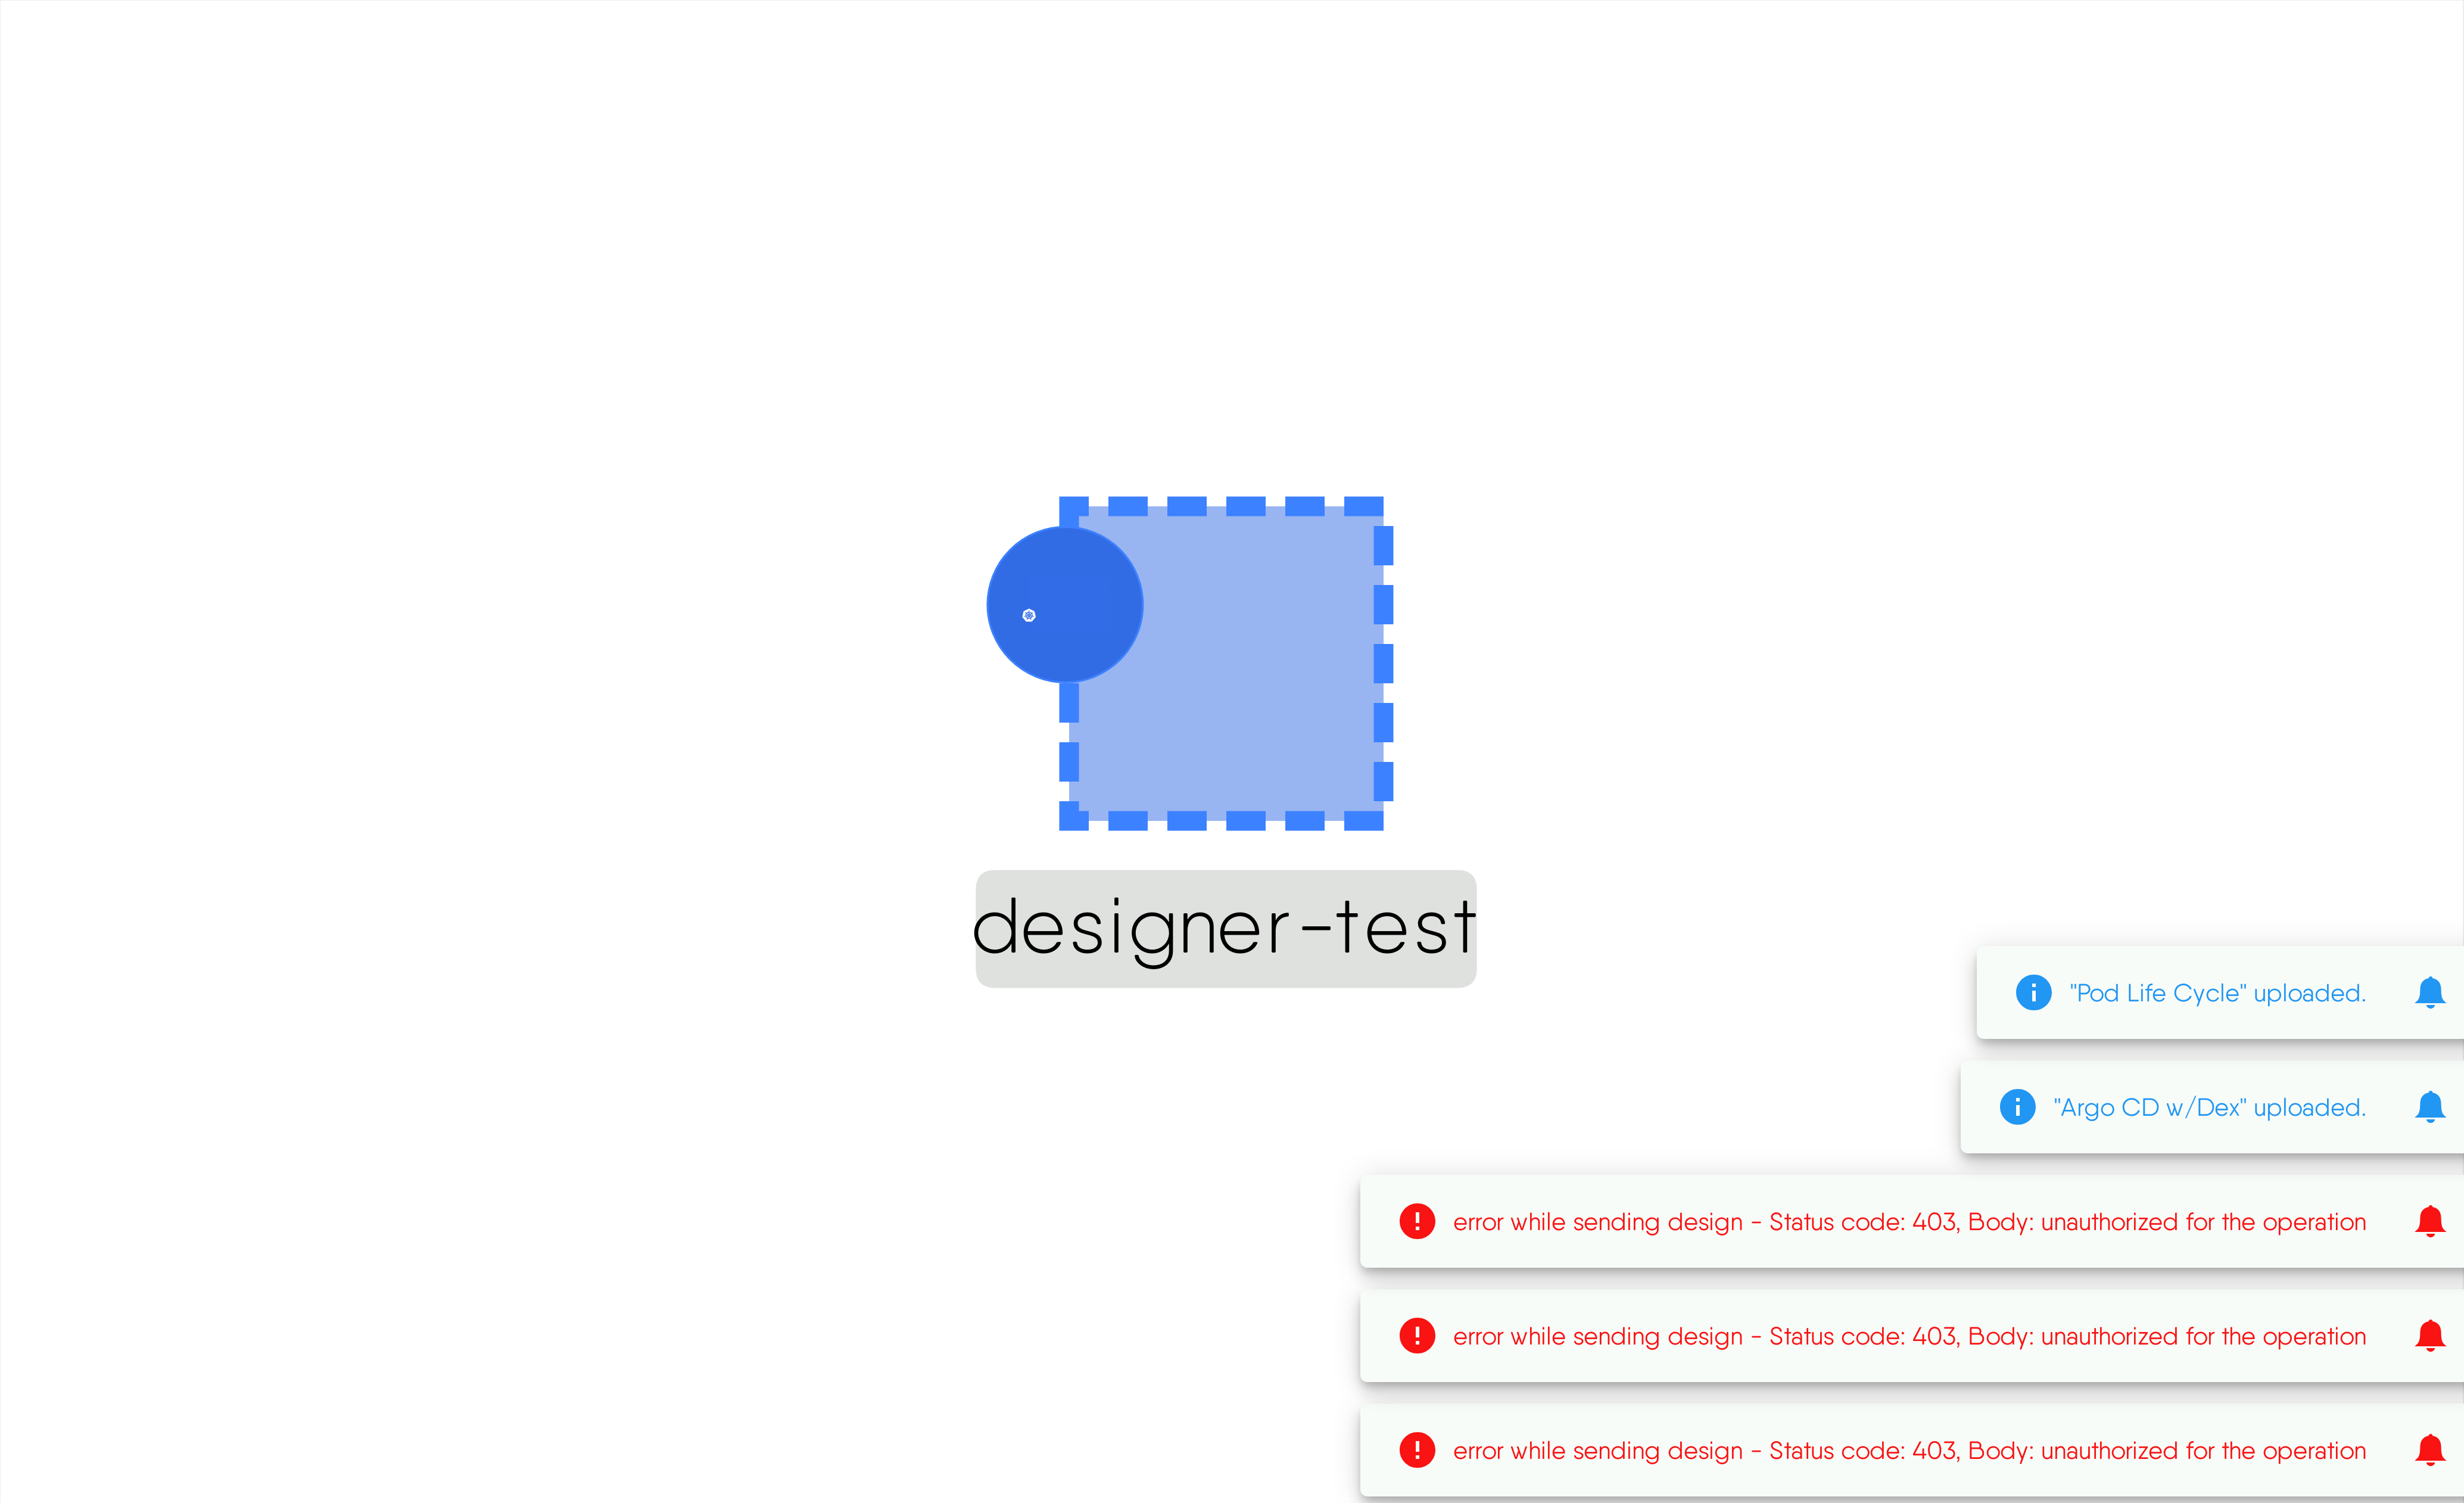 designer-test
"Pod Life Cycle" uploaded.
"Argo CD w/Dex" uploaded.
error while sending design - Status code: 403, Body: unauthorized for the operation
error while sending design - Status code: 403, Body: unauthorized for the operation
error while sending design - Status code: 403, Body: unauthorized for the operation